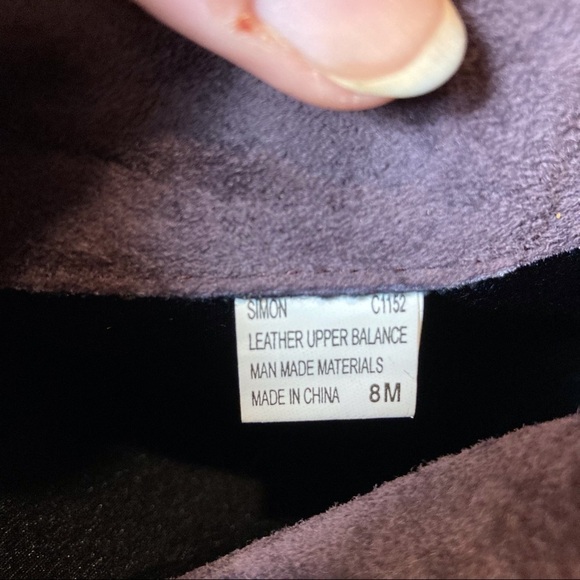 SIMON C1152
LEATHER UPPER BALANCE
MAN MADE MATERIALS
MADE IN CHINA 8M